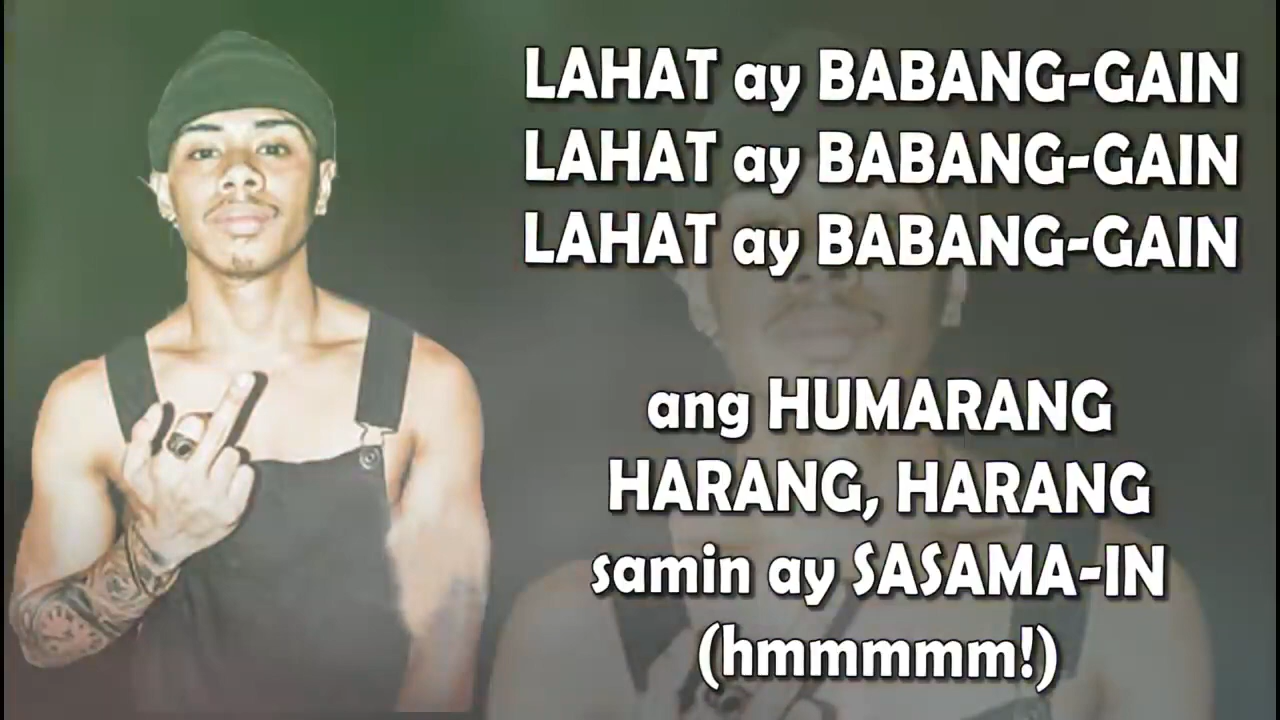 LAHAT ay BABANG-GAIN
LAHAT ay BABANG-GAIN
LAHAT ay BABANG-GAIN
ang HUMARANG
HARANG, HARANG
samin ay SASAMA-IN
(hmmmmm!)